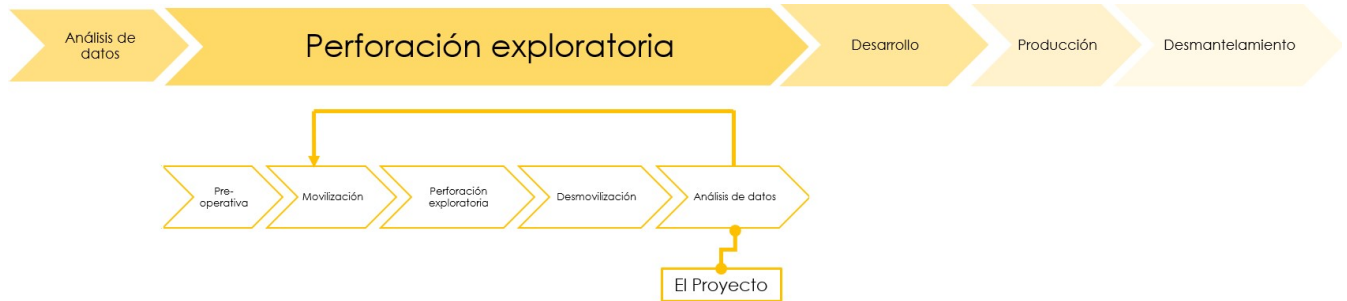 Análisis de
datos
Perforación exploratoria
Desarrollo
Producción
Desmantelamiento
Pre-
operativa
Movilización
Perforación
exploratoria
Desmovilización
Análisis de datos
El Proyecto